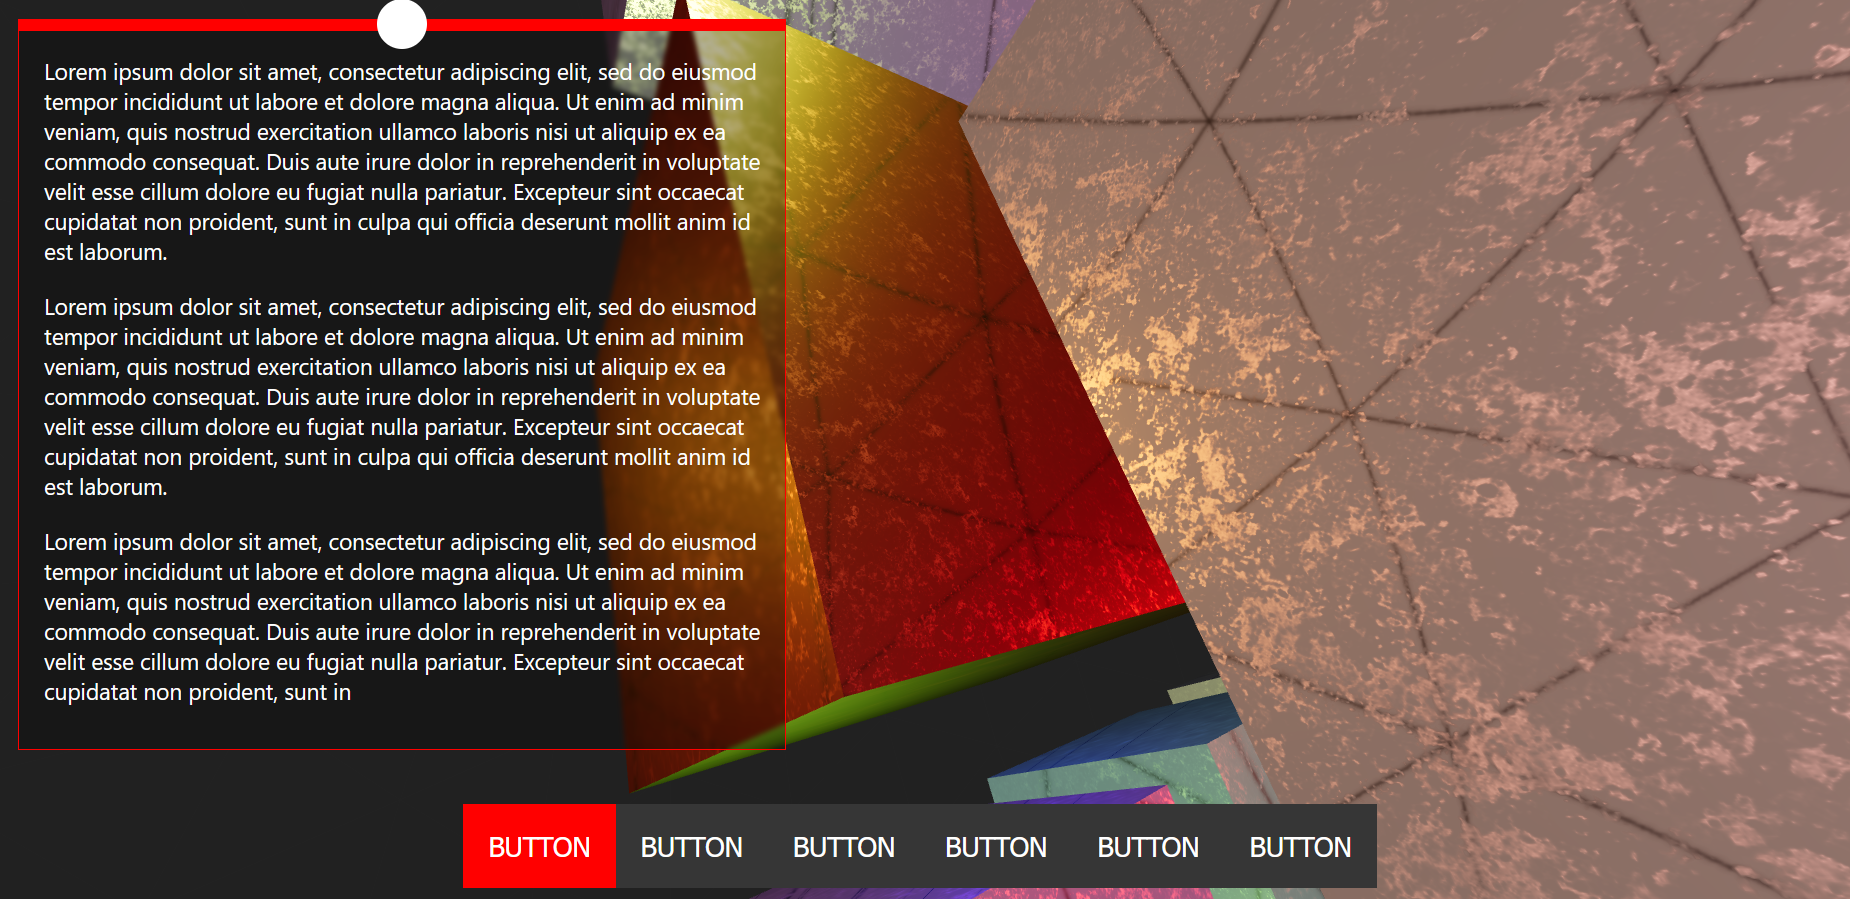 Lorem ipsum dolor sit amet, consectetur adipiscing elit, sed do eiusmod
tempor incididunt ut labore et dolore magna aliqua. Ut enim ad minim
veniam, quis nostrud exercitation ullamco laboris nisi ut aliquip ex ea
commodo consequat. Duis aute irure dolor in reprehenderit in voluptate
velit esse cillum dolore eu fugiat nulla pariatur. Excepteur sint occaecat
cupidatat non proident, sunt in culpa qui officia deserunt mollit anim id
est laborum.
Lorem ipsum dolor sit amet, consectetur adipiscing elit, sed do eiusmod
tempor incididunt ut labore et dolore magna aliqua. Ut enim ad minim
veniam, quis nostrud exercitation ullamco laboris nisi ut aliquip ex ea
commodo consequat. Duis aute irure dolor in reprehenderit in voluptate
velit esse cillum dolore eu fugiat nulla pariatur. Excepteur sint occaecat
cupidatat non proident, sunt in culpa qui officia deserunt mollit anim id
est laborum.
Lorem ipsum dolor sit amet, consectetur adipiscing elit, sed do eiusmod
tempor incididunt ut labore et dolore magna aliqua. Ut enim ad minim
veniam, quis nostrud exercitation ullamco laboris nisi ut aliquip ex ea
commodo consequat. Duis aute irure dolor in reprehenderit in voluptate
velit esse cillum dolore eu fugiat nulla pariatur. Excepteur sint occaecat
cupidatat non proident, sunt in
BUTTON BUTTON BUTTON BUTTON BUTTON BUTTON